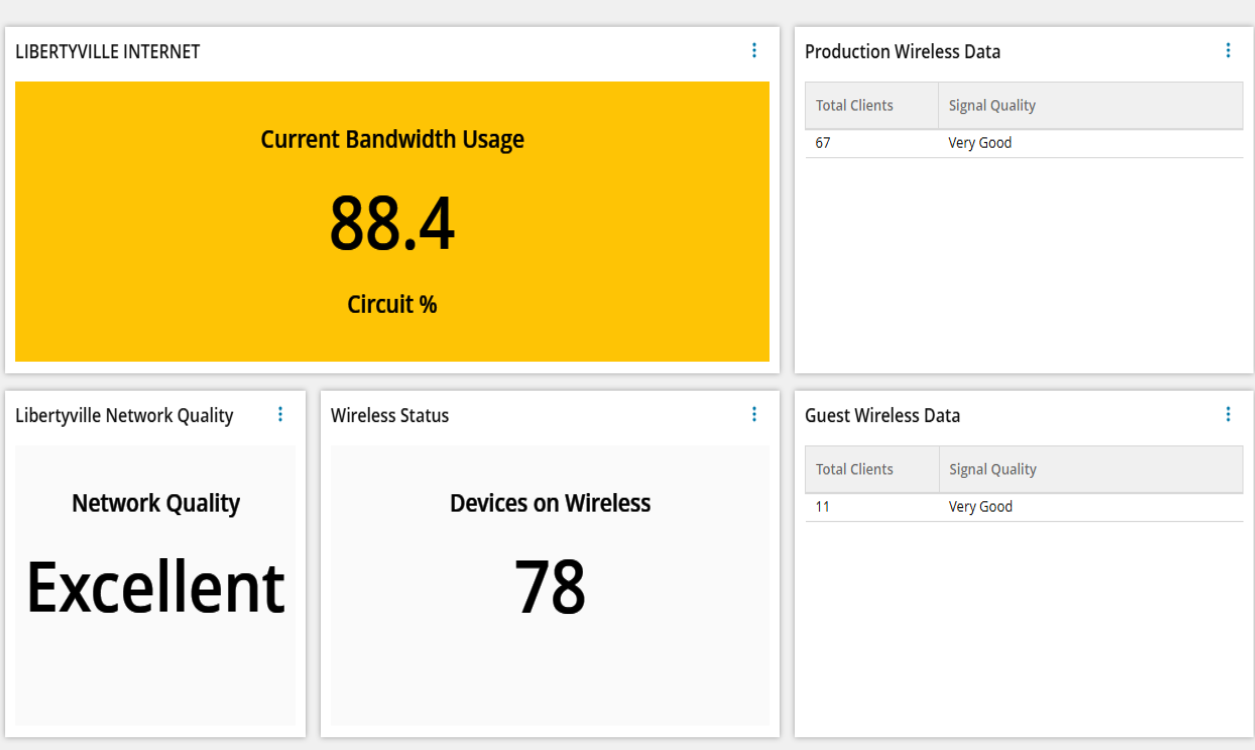 LIBERTYVILLE INTERNET
Current Bandwidth Usage
88.4
Circuit %
Production Wireless Data
Total Clients Signal Quality
67 Very Good
Libertyville Network Quality
Network Quality
Excellent
Wireless Status
Devices on Wireless
78
Guest Wireless Data
Total Clients Signal Quality
11 Very Good